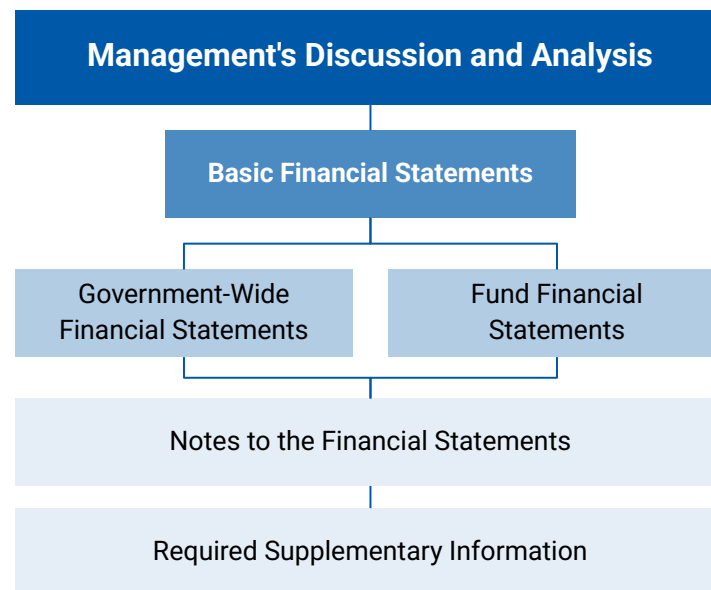 Management's Discussion and Analysis
Basic Financial Statements
Government-Wide
Financial Statements
Fund Financial
Statements
Notes to the Financial Statements
Required Supplementary Information